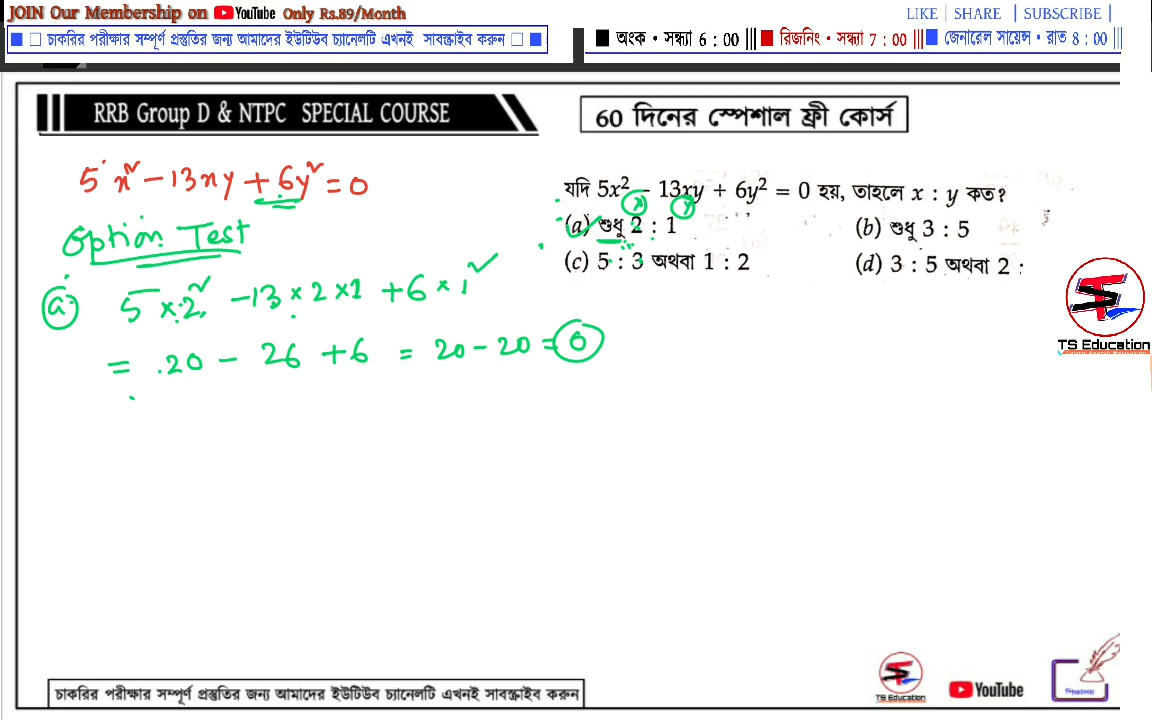 JOIN Our Membership on YouTube Only Rs.89/Month
LIKE | SHARE | SUBSCRIBE |
■ □ চাকরির পরীক্ষার সম্পূর্ণ প্রস্তুতির জন্য আমাদের ইউটিউব চ্যানেলটি এখনই সাবস্ক্রাইব করুন □ ■
■ অংক • সন্ধ্যা 6 : 00 ||| ■ রিজনিং • সন্ধ্যা 7 : 00 ||| ■ জেনারেল সায়েন্স • রাত 8 : 00 |||
RRB Group D & NTPC SPECIAL COURSE
60 দিনের স্পেশাল ফ্রী কোর্স
5x² - 13xy + 6y² = 0
যদি 5x² - 13xy + 6y² = 0 হয়, তাহলে x : y কত?
x y
(a) শুধু 2 : 1
(b) শুধু 3 : 5
(c) 5 : 3 অথবা 1 : 2
(d) 3 : 5 অথবা 2 :
Option Test
a: 5 × 2² - 13 × 2 × 1 + 6 × 1²
= 20 - 26 + 6 = 20 - 20 = 0
TS Education
চাকরির পরীক্ষার সম্পূর্ণ প্রস্তুতির জন্য আমাদের ইউটিউব চ্যানেলটি এখনই সাবস্ক্রাইব করুন
TS Education
YouTube